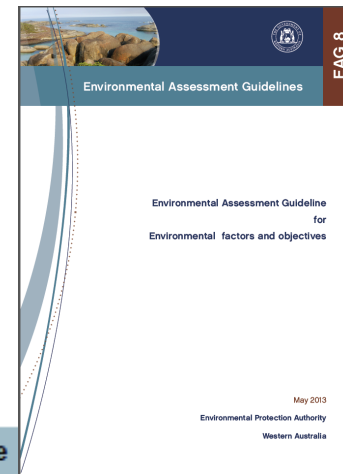 EAG 8
Environmental Assessment Guidelines
Environmental Assessment Guideline
for
Environmental factors and objectives
May 2013
Environmental Protection Authority
Western Australia
e